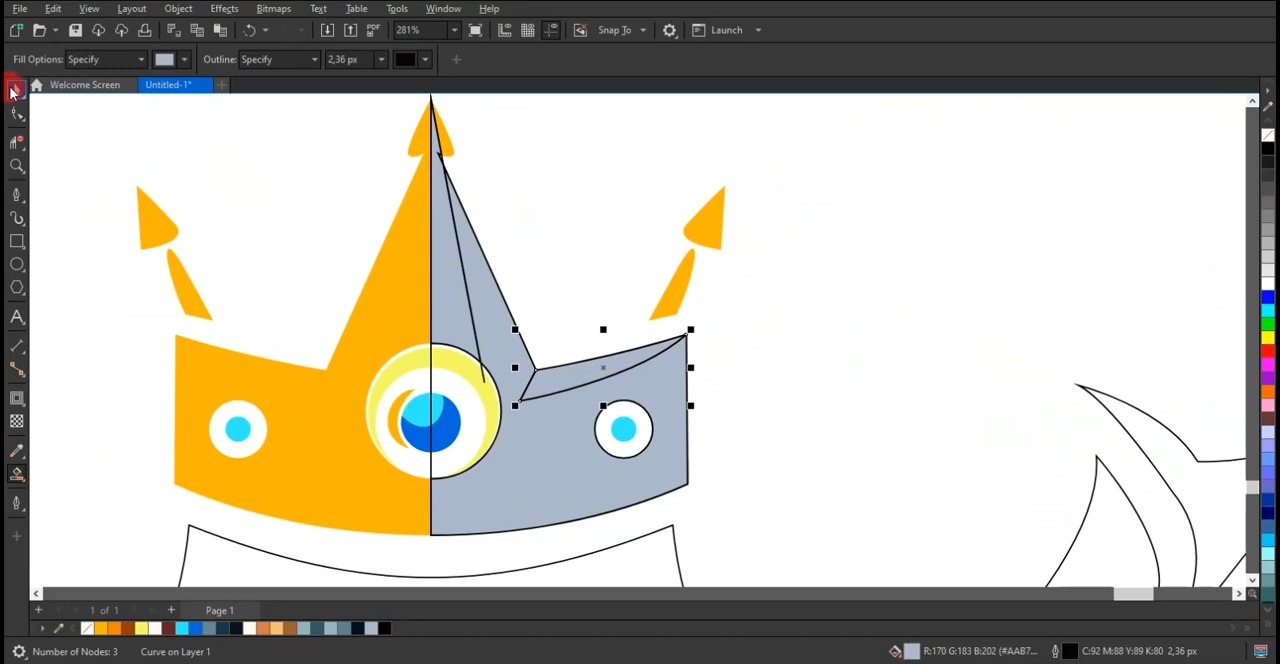 File Edit View Layout Object Effects Bitmaps Text Table Tools Window Help
PDF 281% Snap To Launch
Fill Options: Specify Outline: Specify 2,36 px
Welcome Screen Untitled-1*
1 of 1 Page 1
Number of Nodes: 3 Curve on Layer 1 R:170 G:183 B:202 (#AAB7... C:92 M:88 Y:89 K:80 2,36 px